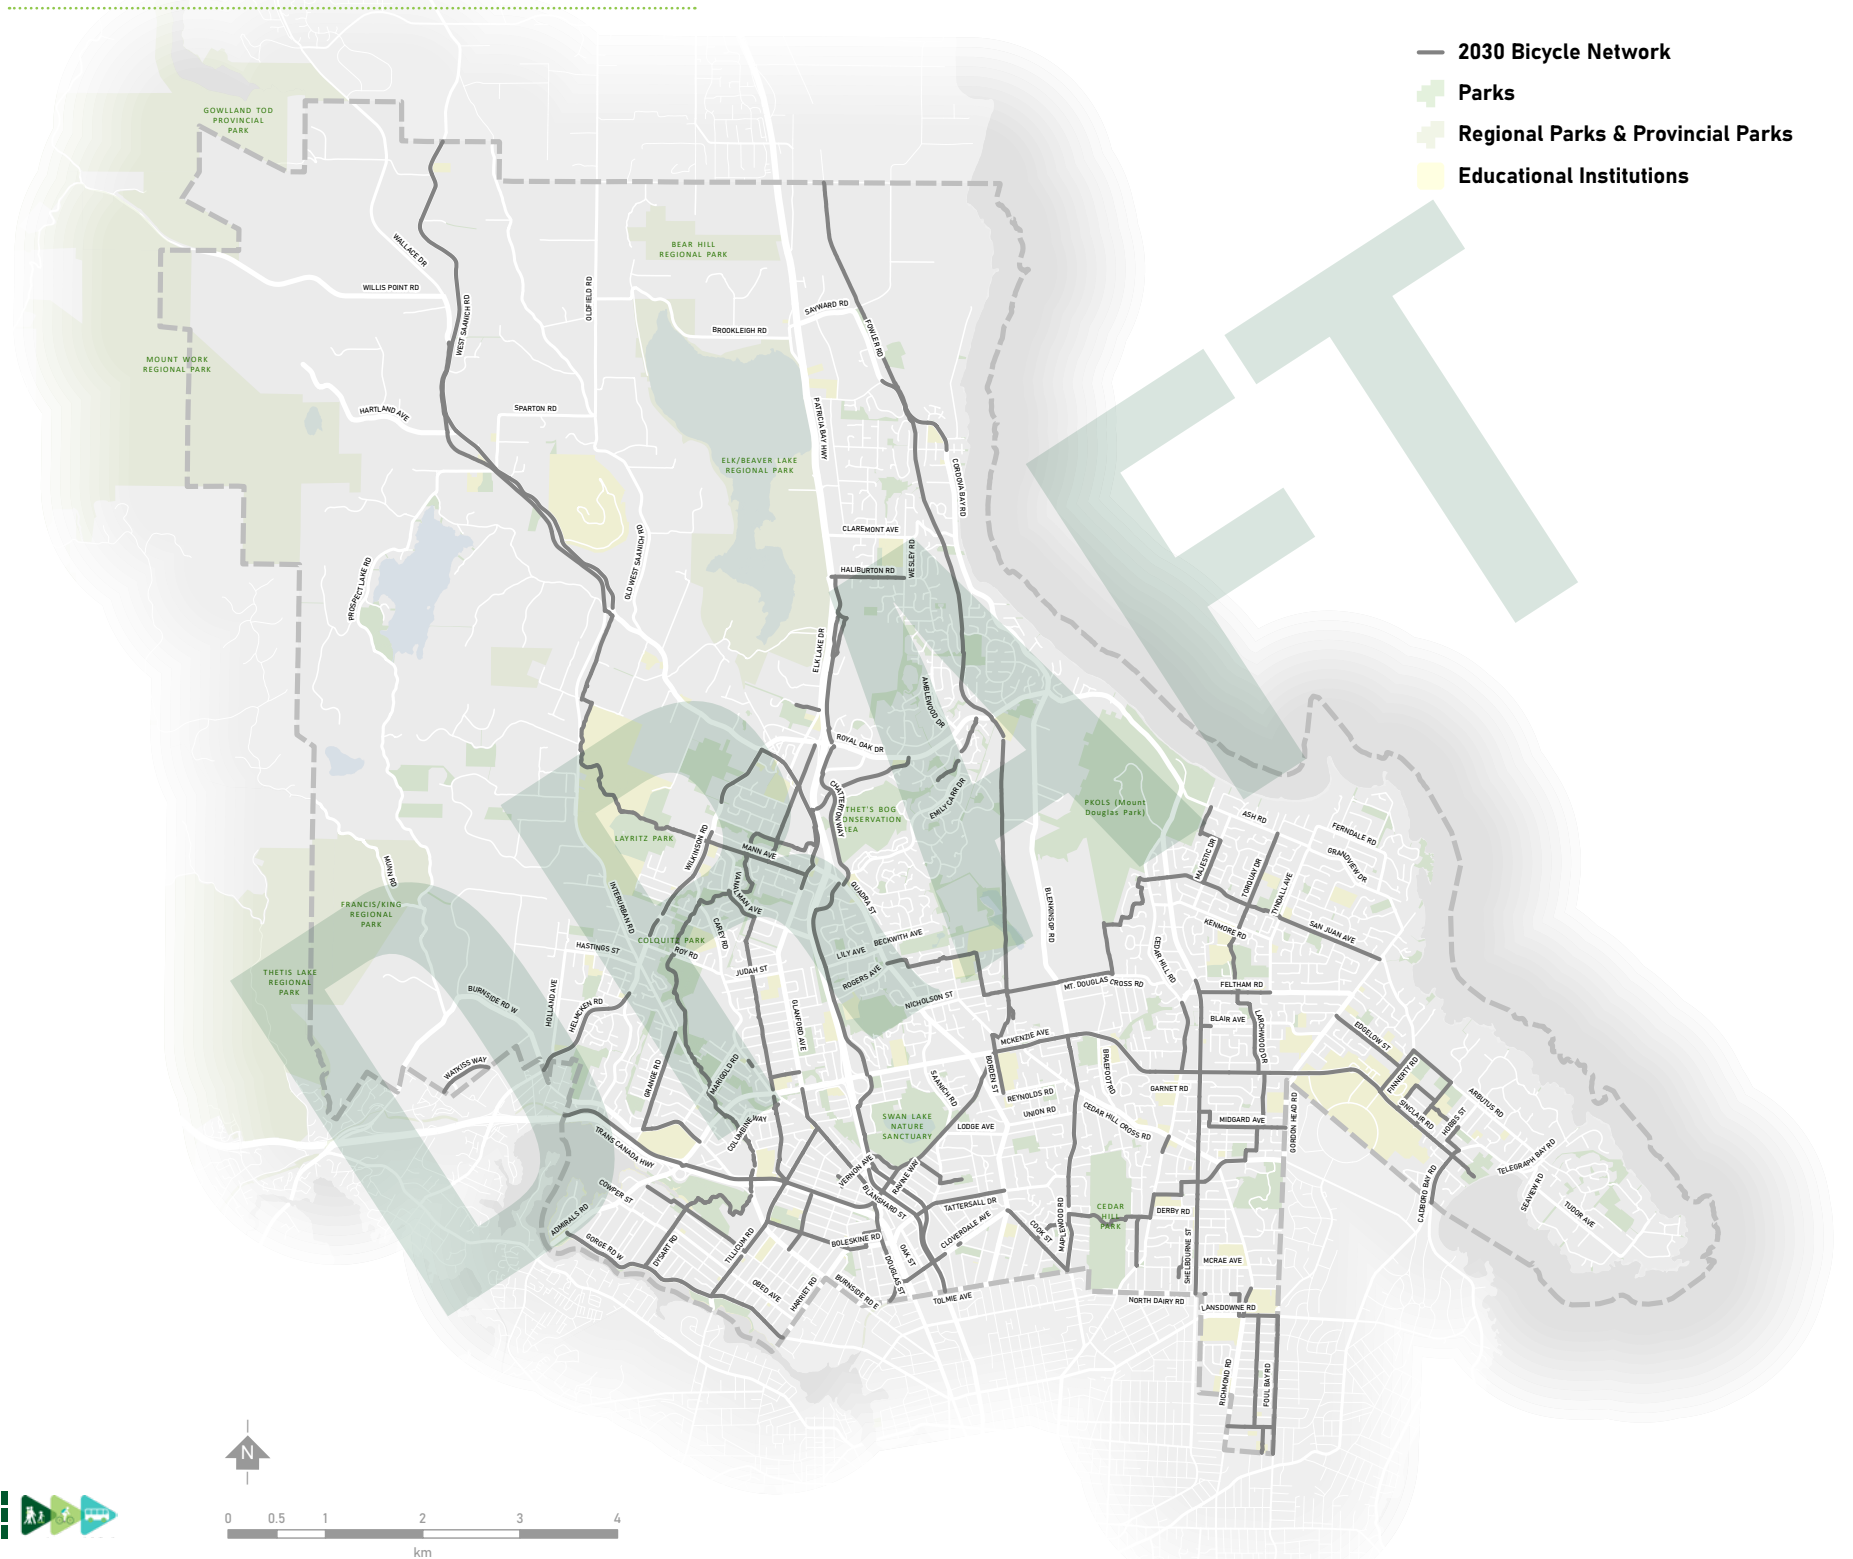 2030 Bicycle Network
Parks
Regional Parks & Provincial Parks
Educational Institutions
GOWLLAND TOD
PROVINCIAL
PARK
BEAR HILL
REGIONAL PARK
WALLACE DR
WILLIS POINT RD
OLDFIELD RD
WEST SAANICH RD
SAYWARD RD
BROOKLEIGH RD
FOWLER RD
MOUNT WORK
REGIONAL PARK
HARTLAND AVE
SPARTON RD
PATRICIA BAY HWY
ELK/BEAVER LAKE
REGIONAL PARK
CORDOVA BAY RD
CLAREMONT AVE
WESLEY RD
HALIBURTON RD
OLD WEST SAANICH RD
PROSPECT LAKE RD
ELK LAKE DR
AMBLEWOOD DR
ROYAL OAK DR
CHATTERTON WAY
EMILY CARR DR
THET'S BOG
ONSERVATION
EA
PKOLS (Mount
Douglas Park)
ASH RD
FERNDALE RD
GRANDVIEW DR
MAJESTIC DR
TORQUAY DR
TYNDALL AVE
LAYRITZ PARK
WILKINSON RD
MANN AVE
VANALMAN AVE
MUNN RD
INTERURBAN RD
QUADRA ST
FRANCIS/KING
REGIONAL
PARK
BLENKINSOP RD
KENMORE RD
SAN JUAN AVE
COLQUITZ PARK
CAREY RD
HASTINGS ST
ROY RD
LILY AVE
BECKWITH AVE
CEDAR HILL RD
THETIS LAKE
REGIONAL
PARK
JUDAH ST
ROGERS AVE
MT. DOUGLAS CROSS RD
FELTHAM RD
BURNSIDE RD W
HOLLAND AVE
HELMCKEN RD
GLANFORD AVE
NICHOLSON ST
BLAIR AVE
LARCHWOOD DR
EDGELOW ST
MCKENZIE AVE
WATKISS WAY
GRANGE RD
MARIGOLD RD
SAANICH RD
BORDEN ST
BRAEFOOT RD
GARNET RD
FINNERTY RD
REYNOLDS RD
UNION RD
CEDAR HILL CROSS RD
ARBUTUS RD
SINCLAIR RD
HOBBS ST
SWAN LAKE
NATURE
SANCTUARY
COLUMBINE WAY
LODGE AVE
MIDGARD AVE
GORDON HEAD RD
TRANS CANADA HWY
TELEGRAPH BAY RD
VERNON AVE
RAVINE WAY
COWPER ST
BLANSHARD ST
TATTERSALL DR
CADBORO BAY RD
SEAVIEW RD
TUDOR AVE
ADMIRALS RD
CEDAR
HILL
PARK
DERBY RD
MAPLEWOOD RD
COOK ST
CLOVERDALE AVE
GORGE RD W
DYSART RD
TILLICUM RD
BOLESKINE RD
OAK ST
SHELBOURNE ST
MCRAE AVE
DOUGLAS ST
OBED AVE
HARRIET RD
BURNSIDE RD E
TOLMIE AVE
NORTH DAIRY RD
LANSDOWNE RD
RICHMOND RD
FOUL BAY RD
N
0 0.5 1 2 3 4
km